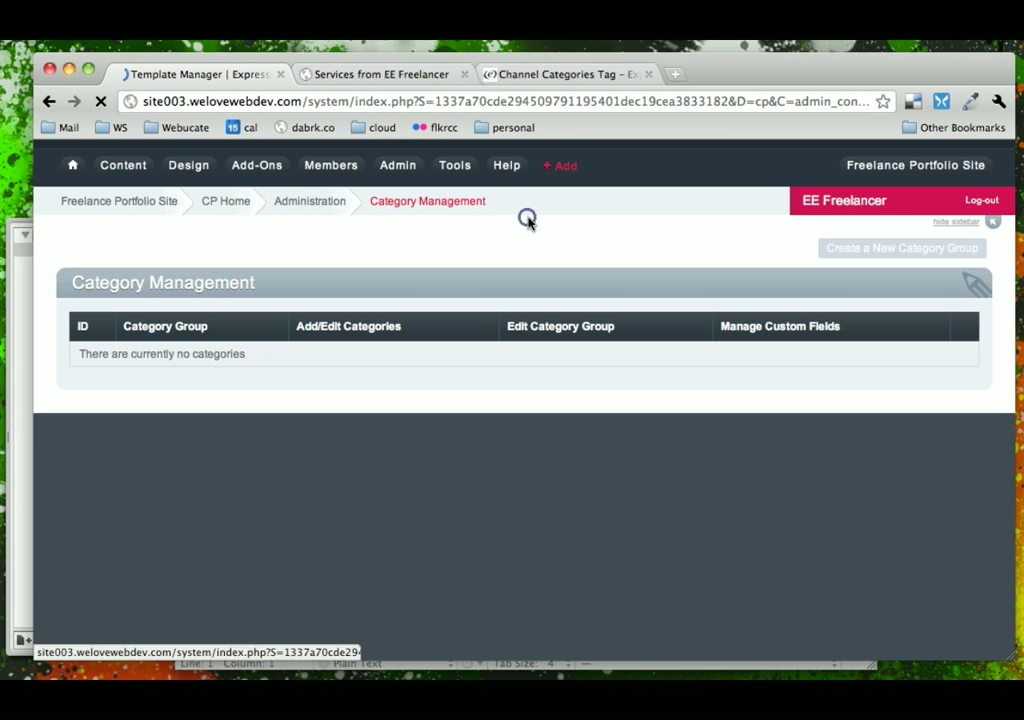 Template Manager | Express
Services from EE Freelancer
Channel Categories Tag – Ex
site003.welovewebdev.com/system/index.php?S=1337a70cde294509791195401dec19cea3833182&D=cp&C=admin_con...
Mail WS Webucate 15 cal dabrk.co cloud flkrcc personal Other Bookmarks
Content Design Add-Ons Members Admin Tools Help + Add Freelance Portfolio Site
Freelance Portfolio Site CP Home Administration Category Management EE Freelancer Log-out
hide sidebar
Create a New Category Group
Category Management
ID Category Group Add/Edit Categories Edit Category Group Manage Custom Fields
There are currently no categories
site003.welovewebdev.com/system/index.php?S=1337a70cde294
Line: 1 Column: 1 Plain Text Tab Size: 4 —